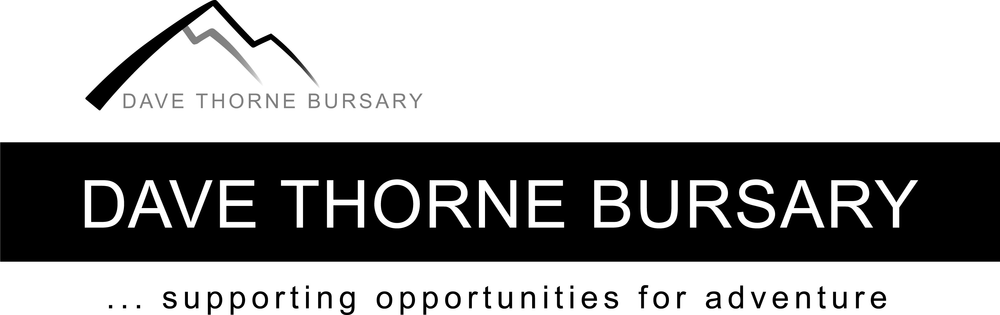 DAVE THORNE BURSARY
DAVE THORNE BURSARY
... supporting opportunities for adventure